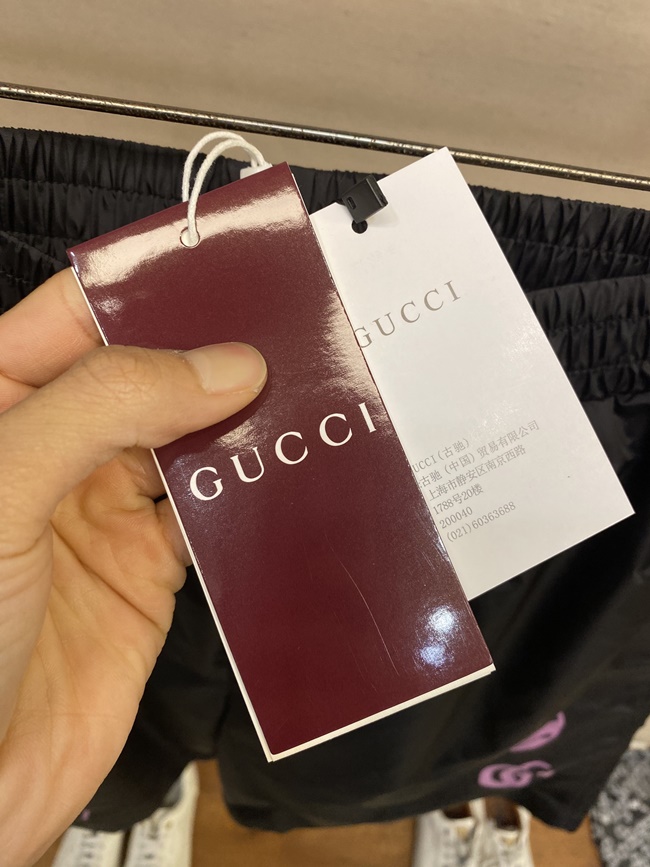 GUCCI
GUCCI
UCCI(古驰)
古驰(中国)贸易有限公司
上海市静安区南京西路
1788号20楼
200040
(021)60363688